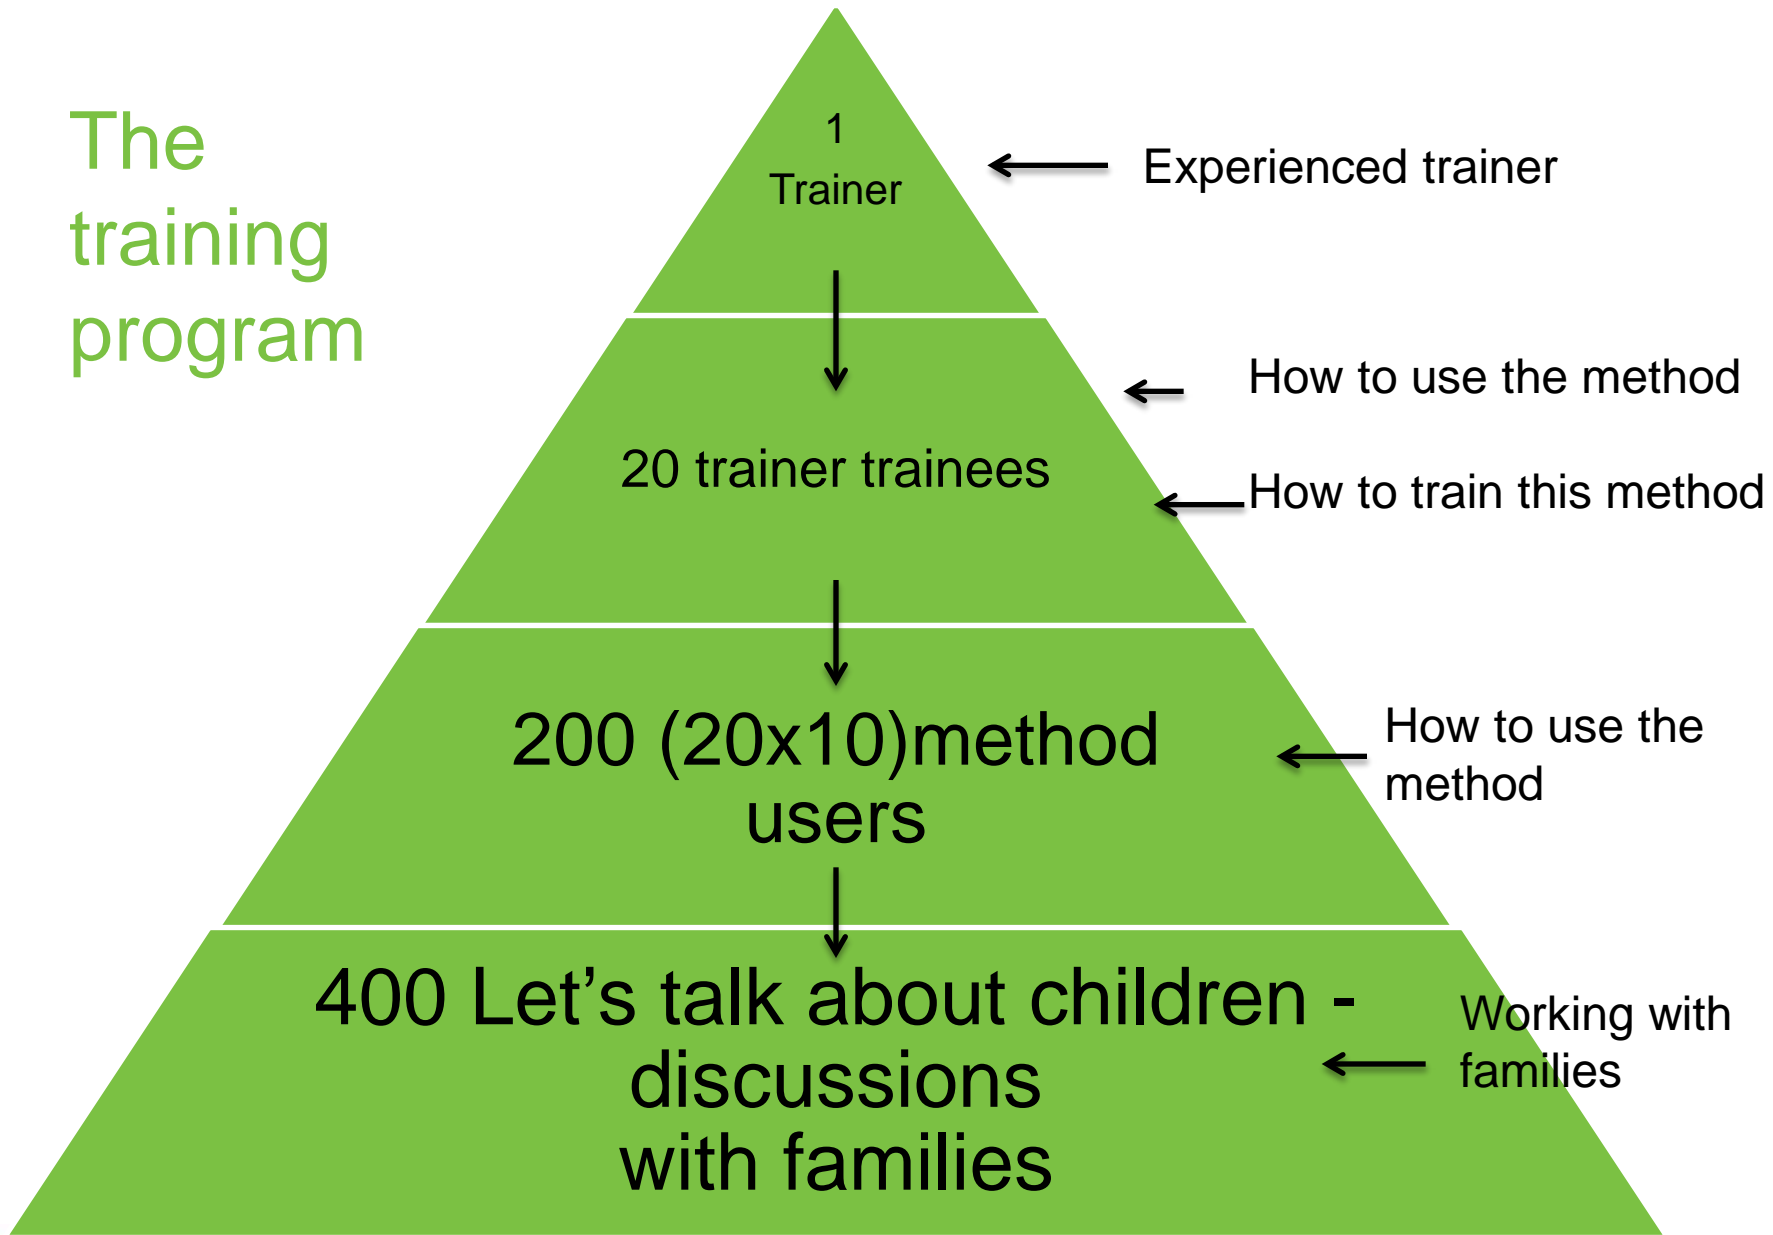 The
training
program
1
Trainer
Experienced trainer
How to use the method
20 trainer trainees
How to train this method
200 (20x10)method
users
How to use the
method
400 Let’s talk about children -
discussions
with families
Working with
families